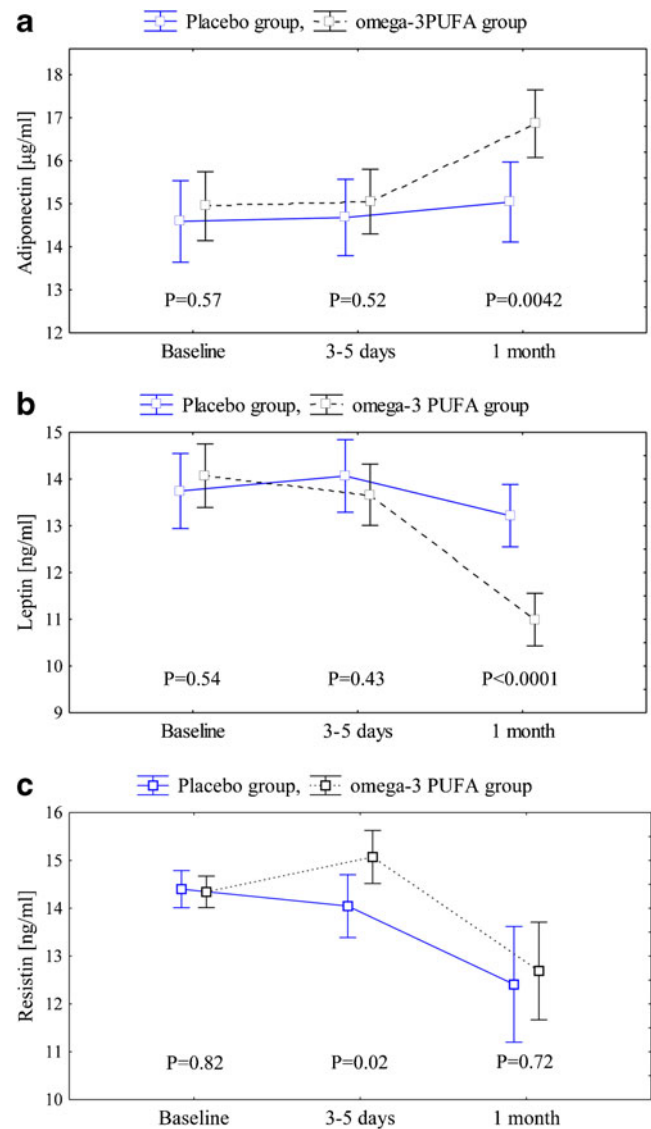 a
Placebo group, omega-3PUFA group
Adiponectin [µg/ml]
18
17
16
15
14
13
12
P=0.57 P=0.52 P=0.0042
Baseline 3-5 days 1 month
b
Placebo group, omega-3 PUFA group
Leptin [ng/ml]
15
14
13
12
11
10
9
P=0.54 P=0.43 P<0.0001
Baseline 3-5 days 1 month
c
Placebo group, omega-3 PUFA group
Resistin [ng/ml]
16
15
14
13
12
11
10
P=0.82 P=0.02 P=0.72
Baseline 3-5 days 1 month